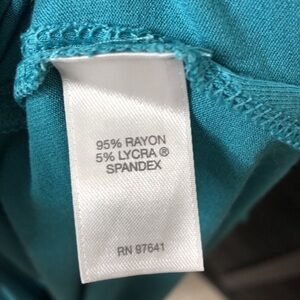 95% RAYON
5% LYCRA ®
SPANDEX
RN 97641